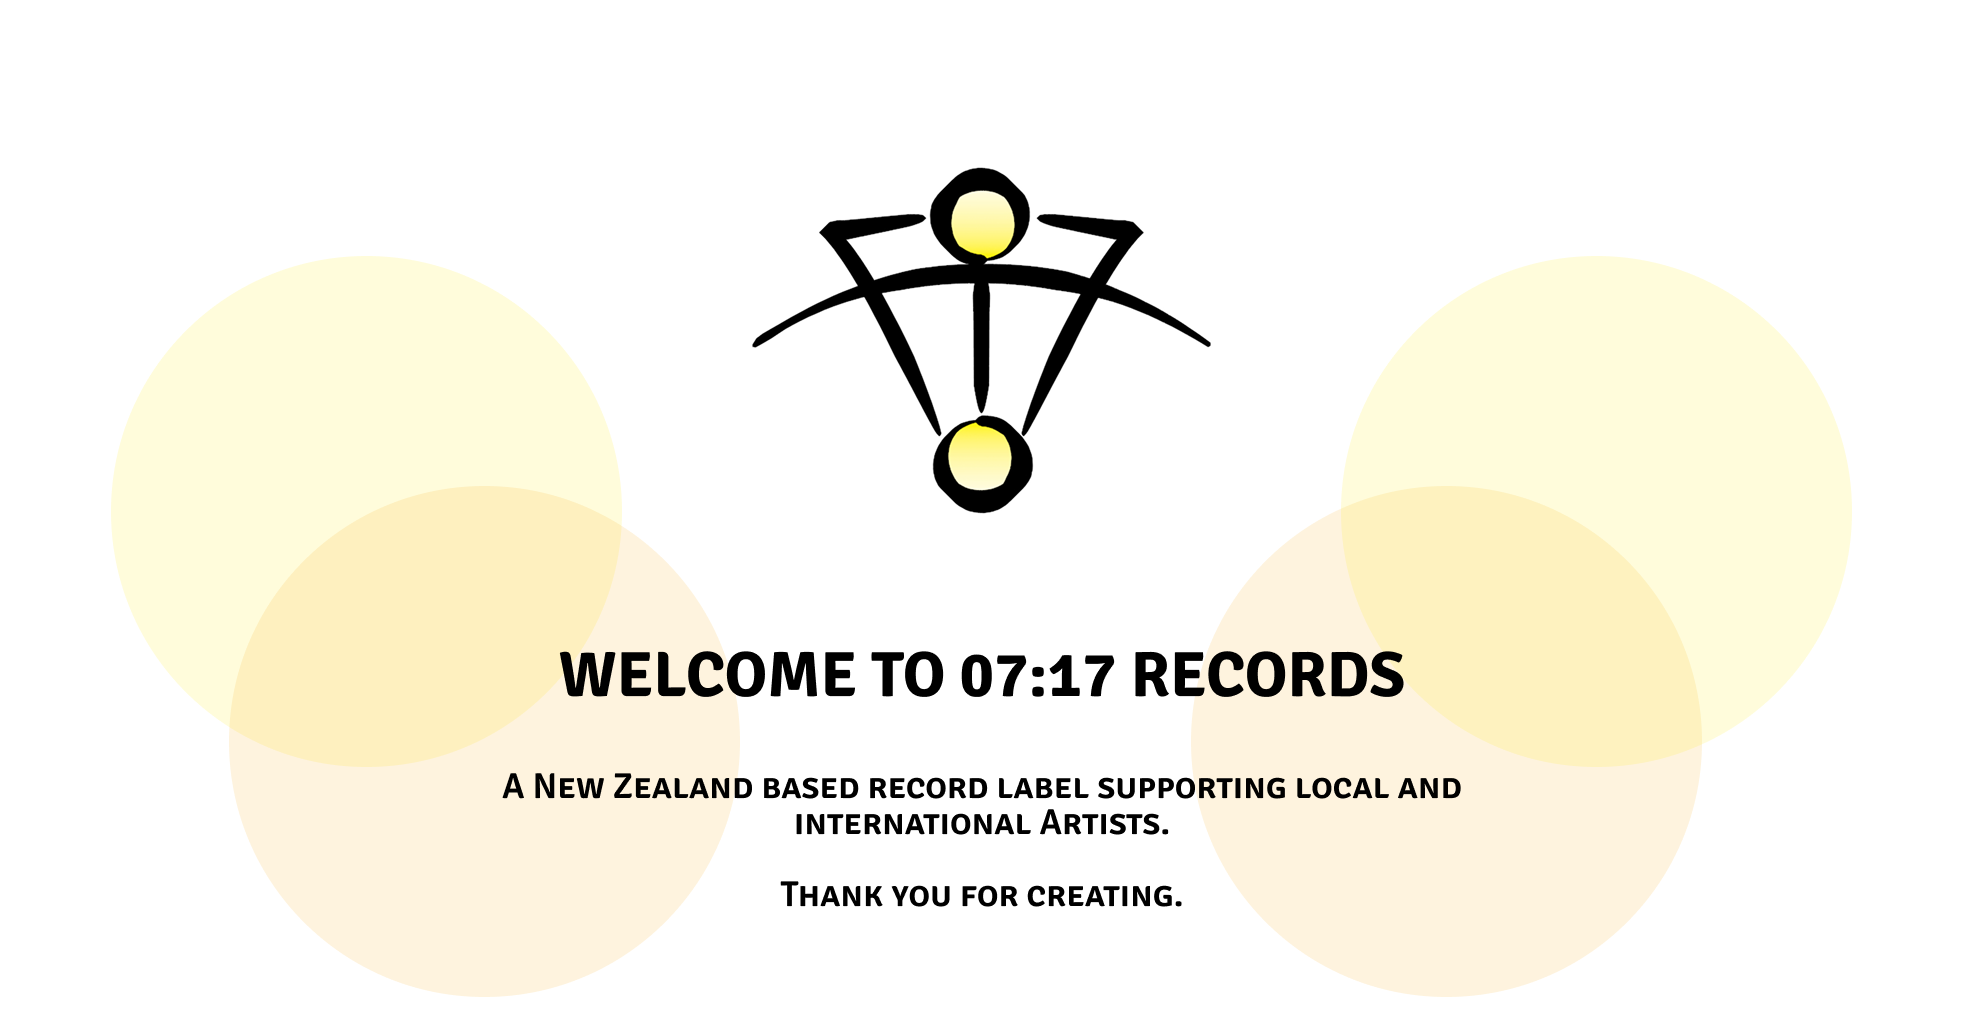 WELCOME TO 07:17 RECORDS
A New Zealand based record label supporting local and
international Artists.
Thank you for creating.